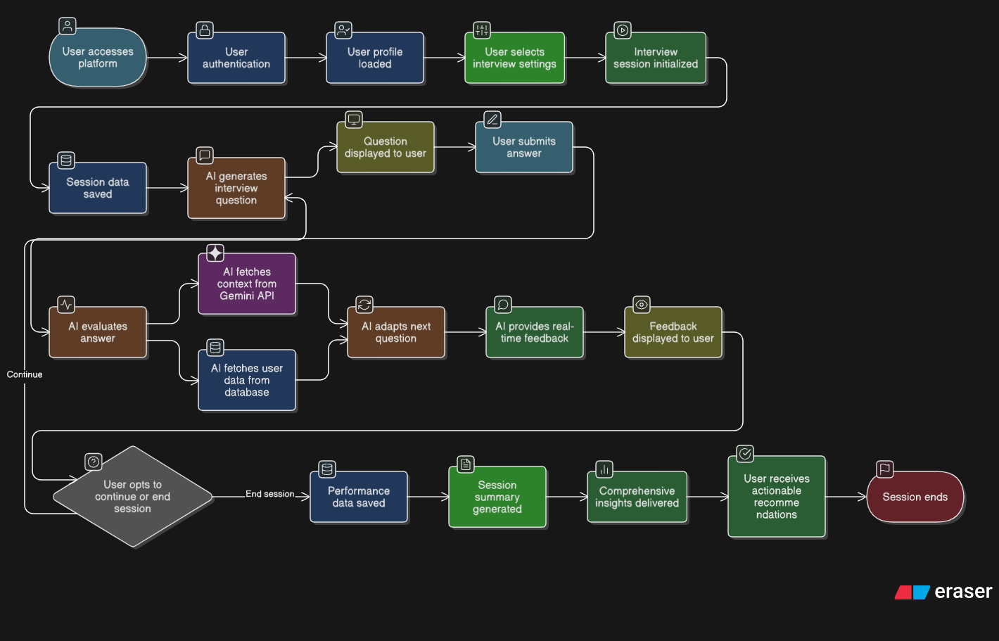 User accesses
platform
User
authentication
User profile
loaded
User selects
interview settings
Interview
session initialized
Session data
saved
AI generates
interview
question
Question
displayed to user
User submits
answer
AI evaluates
answer
AI fetches
context from
Gemini API
AI fetches user
data from
database
AI adapts next
question
AI provides real-
time feedback
Feedback
displayed to user
Continue
User opts to
continue or end
session
End session
Performance
data saved
Session
summary
generated
Comprehensive
insights delivered
User receives
actionable
recomme
ndations
Session ends
eraser